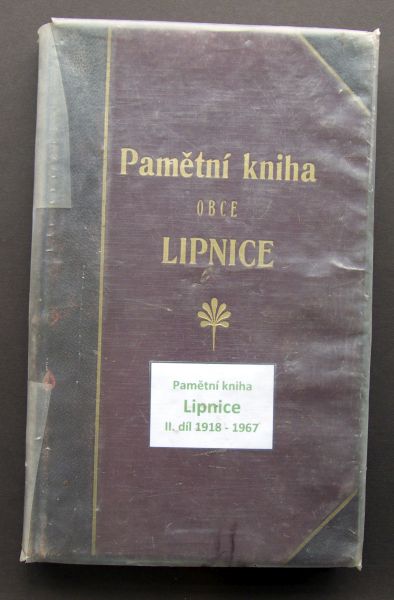 Pamětní kniha
OBCE
LIPNICE
Pamětní kniha
Lipnice
II. díl 1918 - 1967